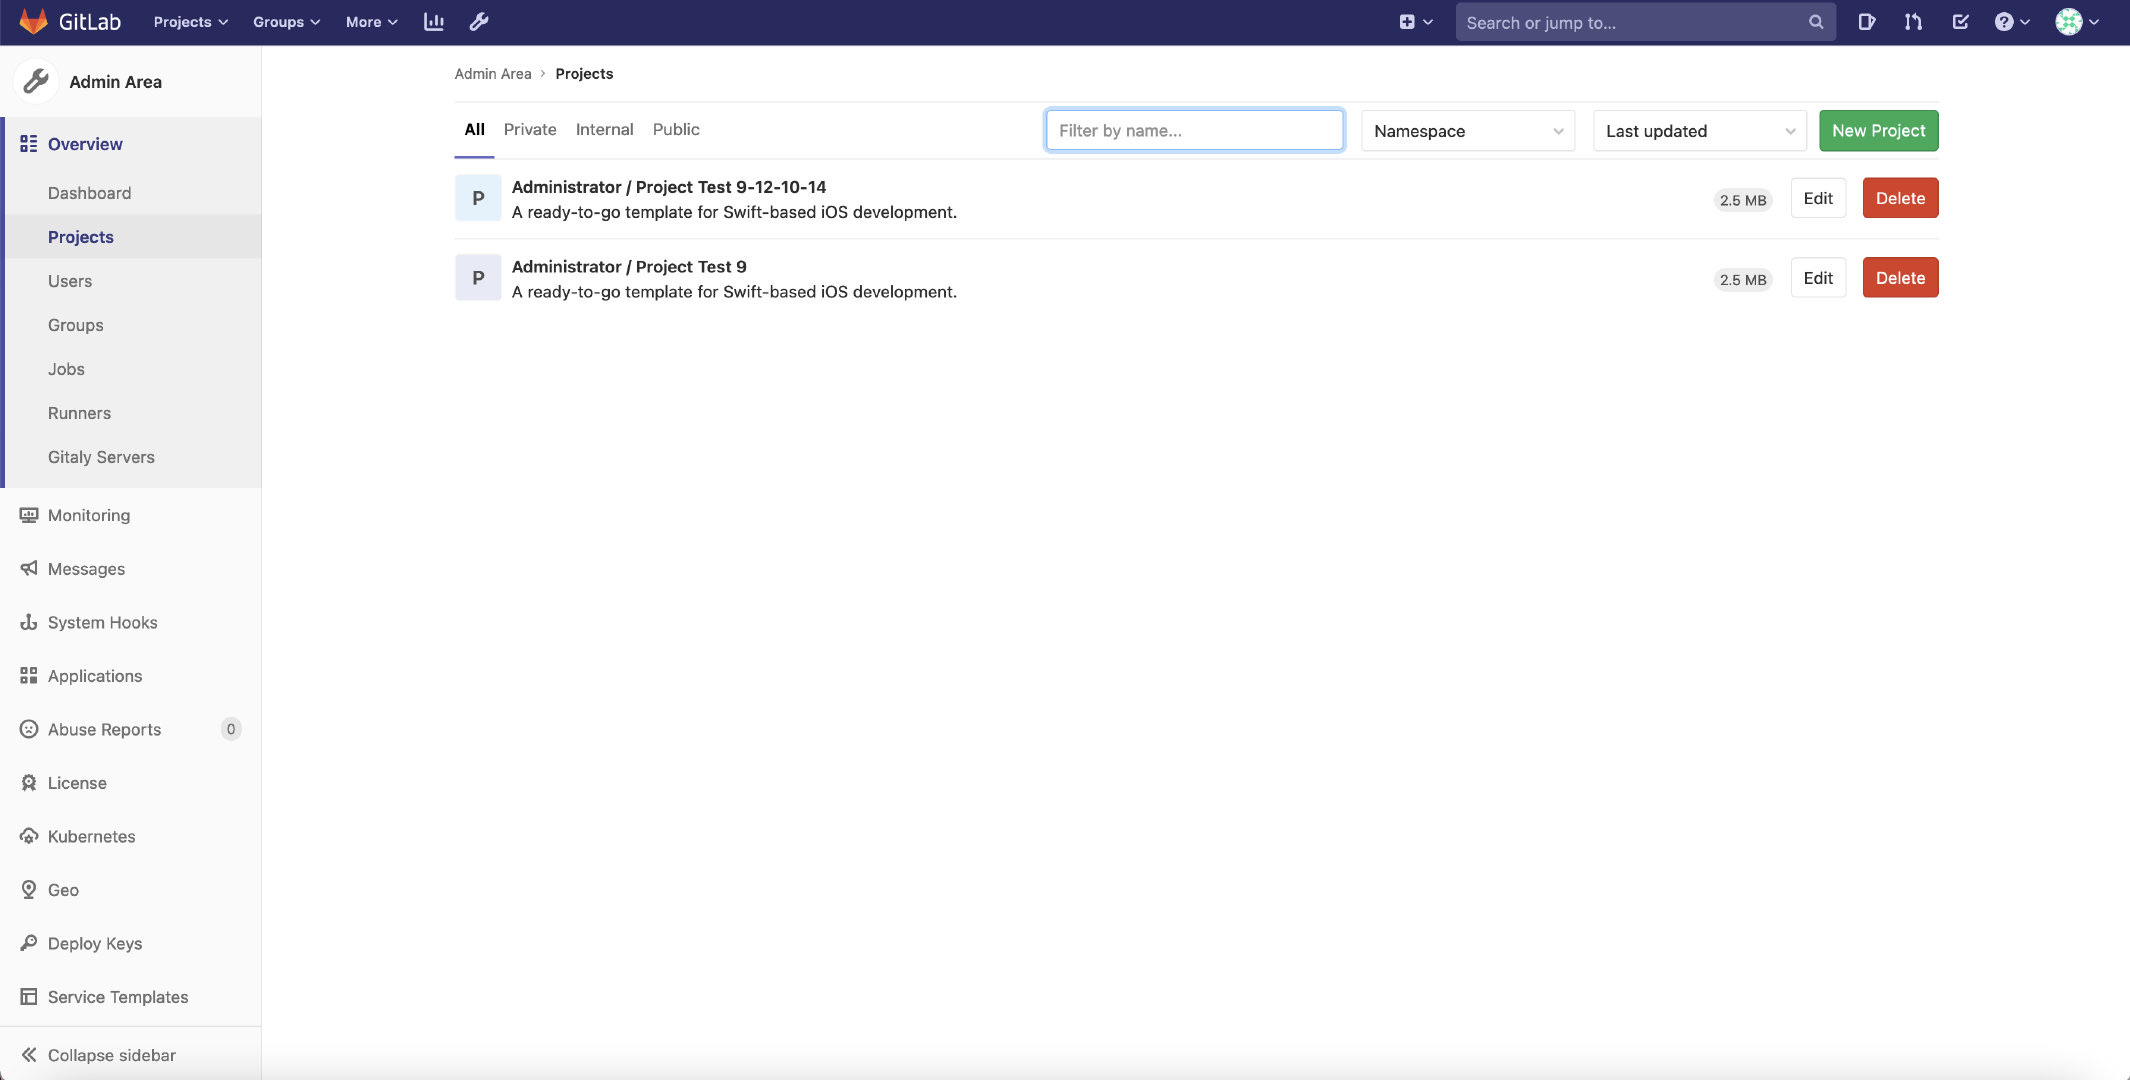 GitLab Projects Groups More Search or jump to...
Admin Area
Overview
Dashboard
Projects
Users
Groups
Jobs
Runners
Gitaly Servers
Monitoring
Messages
System Hooks
Applications
Abuse Reports 0
License
Kubernetes
Geo
Deploy Keys
Service Templates
Collapse sidebar
Admin Area › Projects
All Private Internal Public Filter by name... Namespace Last updated New Project
P Administrator / Project Test 9-12-10-14
A ready-to-go template for Swift-based iOS development.
2.5 MB Edit Delete
P Administrator / Project Test 9
A ready-to-go template for Swift-based iOS development.
2.5 MB Edit Delete